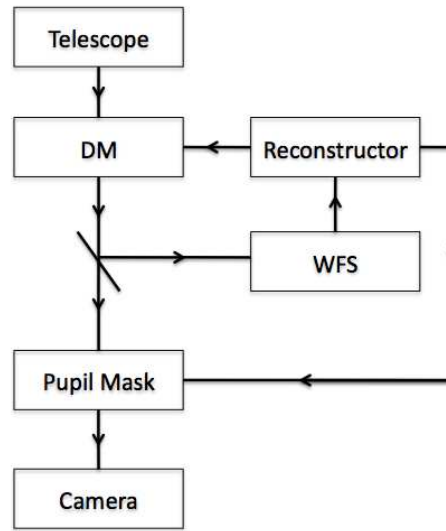 Telescope
DM
Reconstructor
WFS
Pupil Mask
Camera